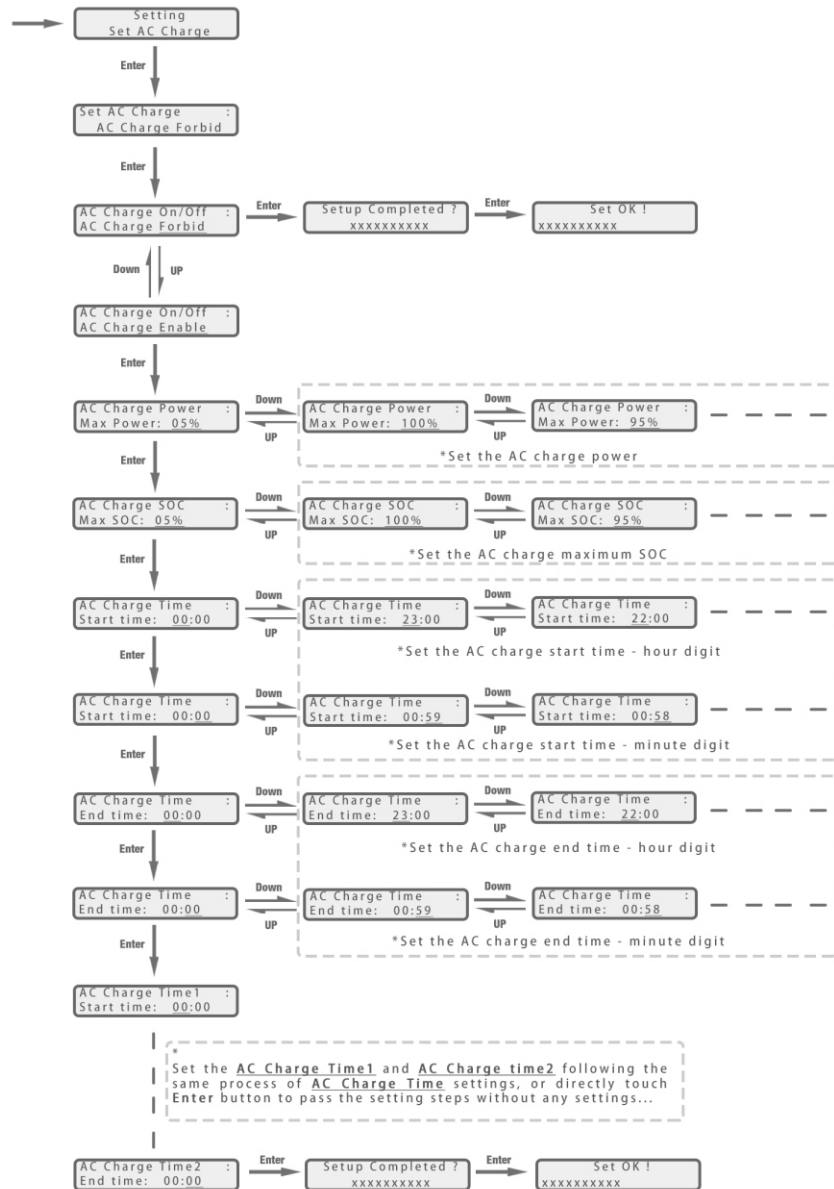 Setting
Set AC Charge
Enter
Set AC Charge :
AC Charge Forbid
Enter
AC Charge On/Off :
AC Charge Forbid
Enter
Setup Completed ?
xxxxxxxxxx
Enter
Set OK !
xxxxxxxxxx
Down
UP
AC Charge On/Off :
AC Charge Enable
Enter
AC Charge Power :
Max Power: 05%
Down
UP
AC Charge Power :
Max Power: 100%
Down
UP
AC Charge Power :
Max Power: 95%
*Set the AC charge power
Enter
AC Charge SOC :
Max SOC: 05%
Down
UP
AC Charge SOC :
Max SOC: 100%
Down
UP
AC Charge SOC :
Max SOC: 95%
*Set the AC charge maximum SOC
Enter
AC Charge Time :
Start time: 00:00
Down
UP
AC Charge Time :
Start time: 23:00
Down
UP
AC Charge Time :
Start time: 22:00
*Set the AC charge start time - hour digit
Enter
AC Charge Time :
Start time: 00:00
Down
UP
AC Charge Time :
Start time: 00:59
Down
UP
AC Charge Time :
Start time: 00:58
*Set the AC charge start time - minute digit
Enter
AC Charge Time :
End time: 00:00
Down
UP
AC Charge Time :
End time: 23:00
Down
UP
AC Charge Time :
End time: 22:00
*Set the AC charge end time - hour digit
Enter
AC Charge Time :
End time: 00:00
Down
UP
AC Charge Time :
End time: 00:59
Down
UP
AC Charge Time :
End time: 00:58
*Set the AC charge end time - minute digit
Enter
AC Charge Time1 :
Start time: 00:00
*
Set the AC Charge Time1 and AC Charge time2 following the
same process of AC Charge Time settings, or directly touch
Enter button to pass the setting steps without any settings...
AC Charge Time2 :
End time: 00:00
Enter
Setup Completed ?
xxxxxxxxxx
Enter
Set OK !
xxxxxxxxxx